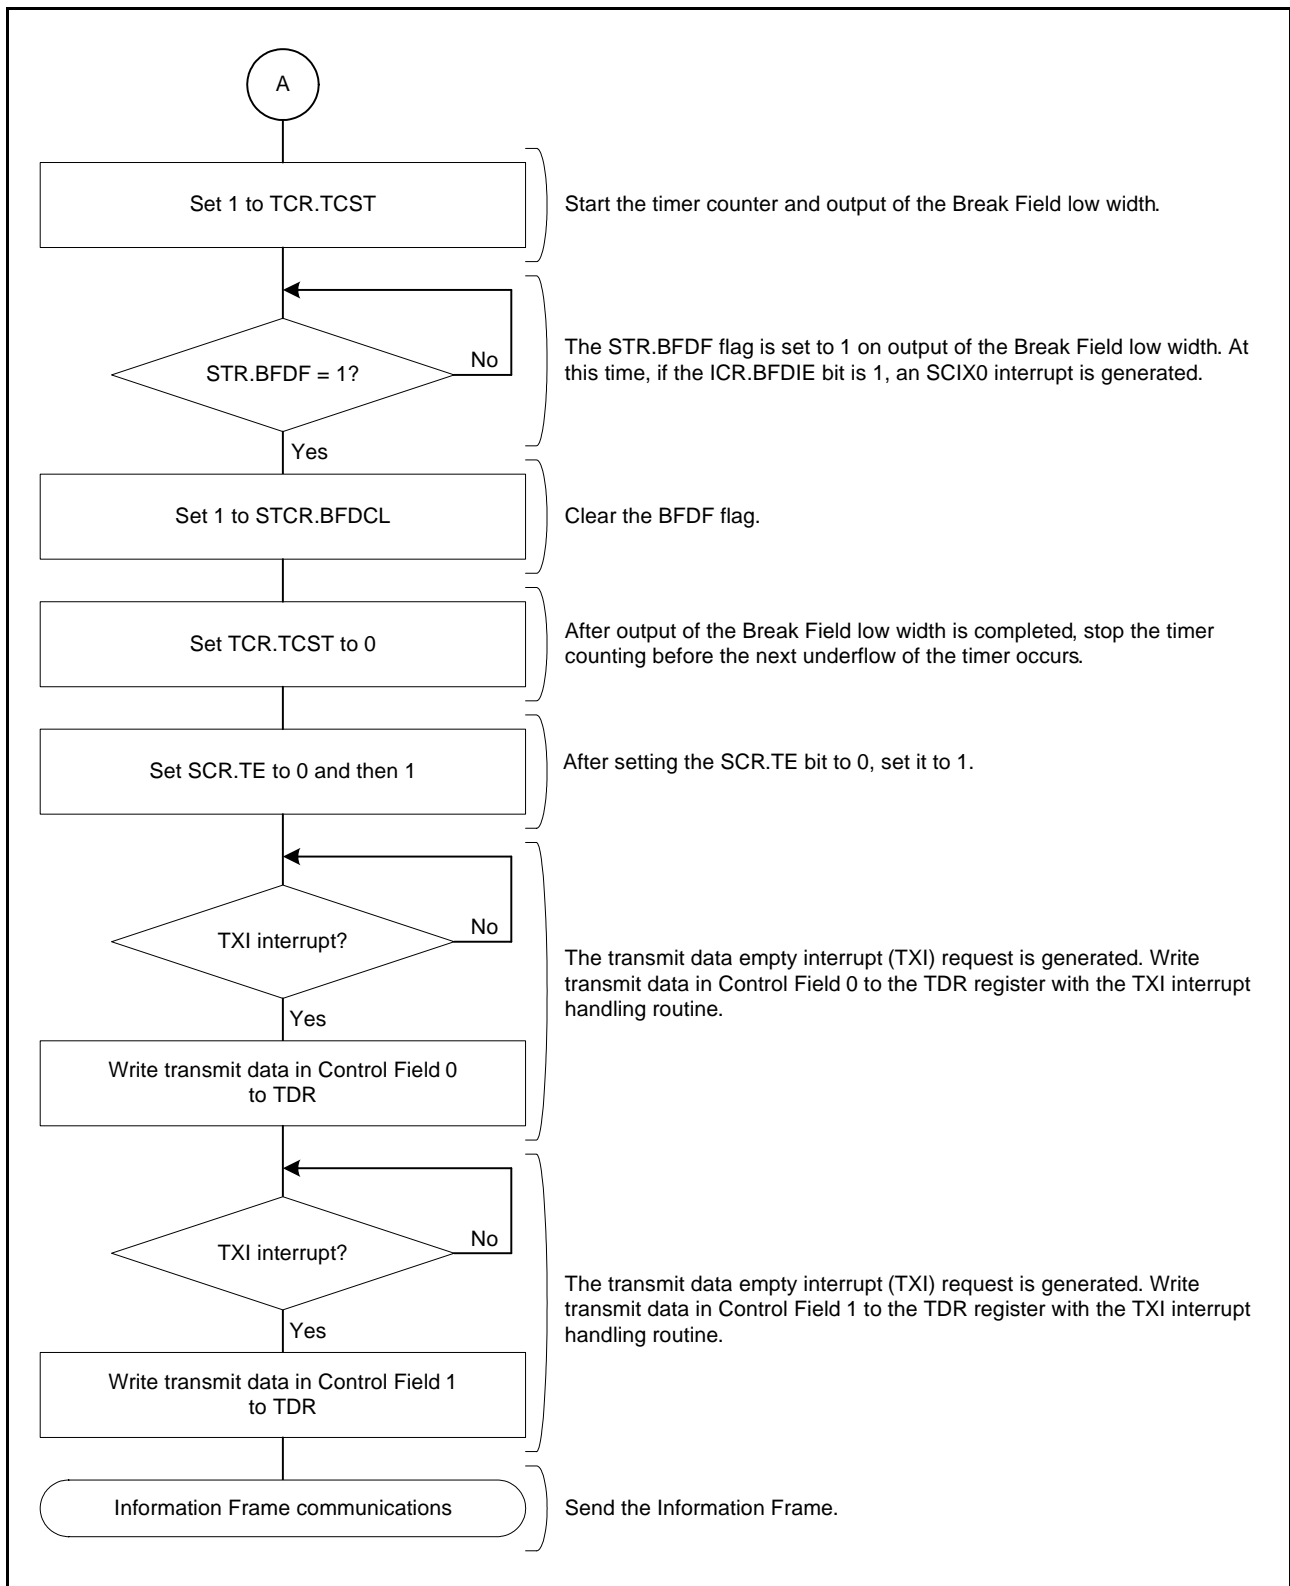 A
Set 1 to TCR.TCST
Start the timer counter and output of the Break Field low width.
STR.BFDF = 1?
No
The STR.BFDF flag is set to 1 on output of the Break Field low width. At
this time, if the ICR.BFDIE bit is 1, an SCIX0 interrupt is generated.
Yes
Set 1 to STCR.BFDCL
Clear the BFDF flag.
Set TCR.TCST to 0
After output of the Break Field low width is completed, stop the timer
counting before the next underflow of the timer occurs.
Set SCR.TE to 0 and then 1
After setting the SCR.TE bit to 0, set it to 1.
TXI interrupt?
No
The transmit data empty interrupt (TXI) request is generated. Write
transmit data in Control Field 0 to the TDR register with the TXI interrupt
handling routine.
Yes
Write transmit data in Control Field 0
to TDR
TXI interrupt?
No
The transmit data empty interrupt (TXI) request is generated. Write
transmit data in Control Field 1 to the TDR register with the TXI interrupt
handling routine.
Yes
Write transmit data in Control Field 1
to TDR
Information Frame communications
Send the Information Frame.